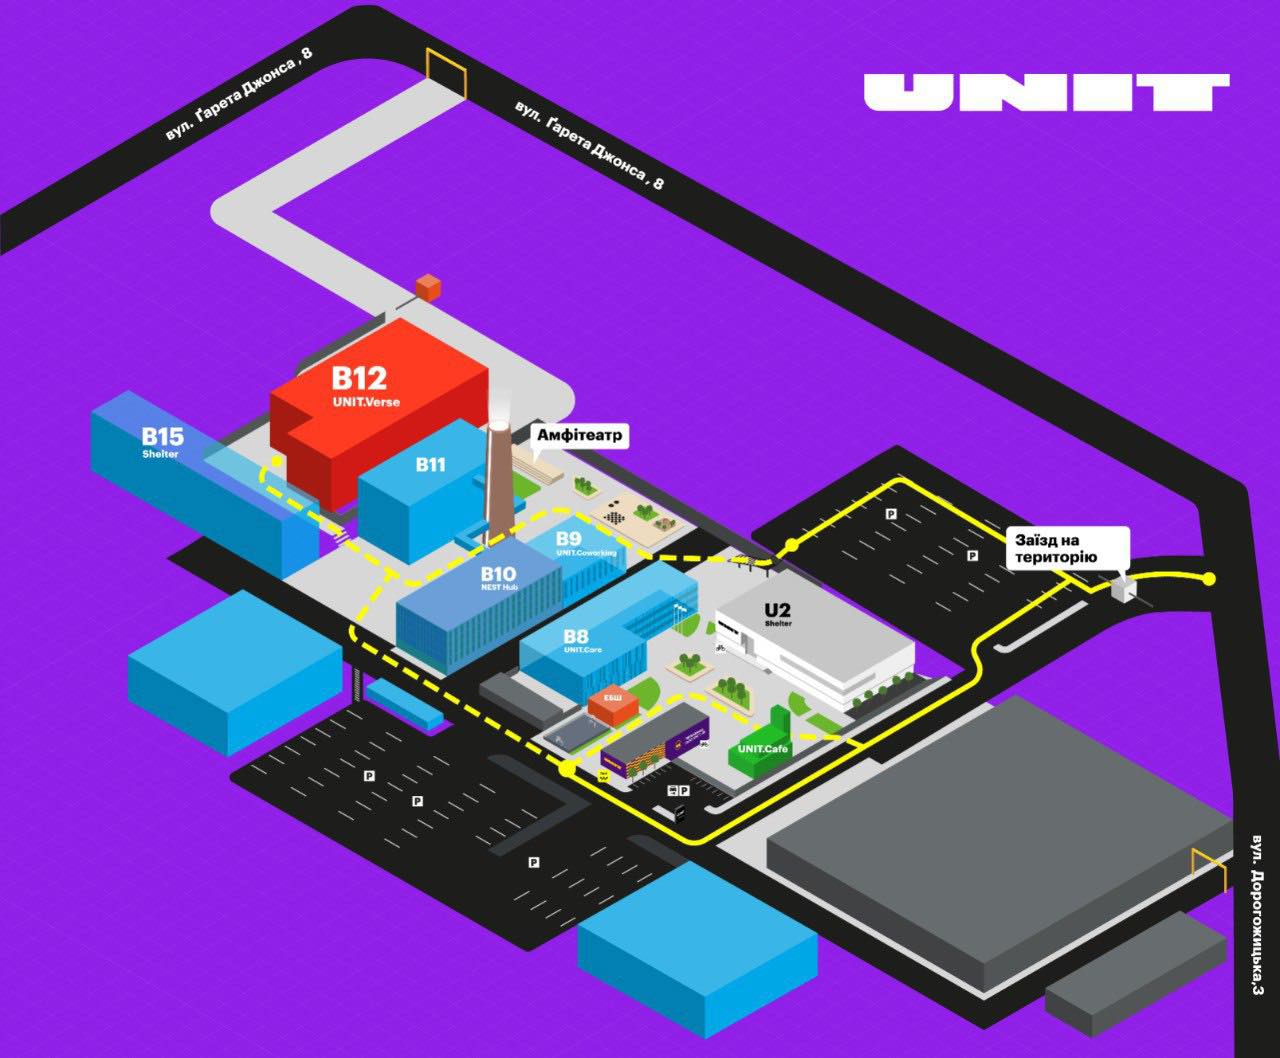 вул. Ґарета Джонса, 8
вул. Ґарета Джонса, 8
UNIT
B12
UNIT.Verse
B15
Shelter
B11
Амфітеатр
P
P
Заїзд на
територію
B9
UNIT.Coworking
B10
NEST Hub
U2
Shelter
B8
UNIT.Care
ЕБШ
UNIT.Cafe
P
P
P
P
вул. Дорогожицька,3